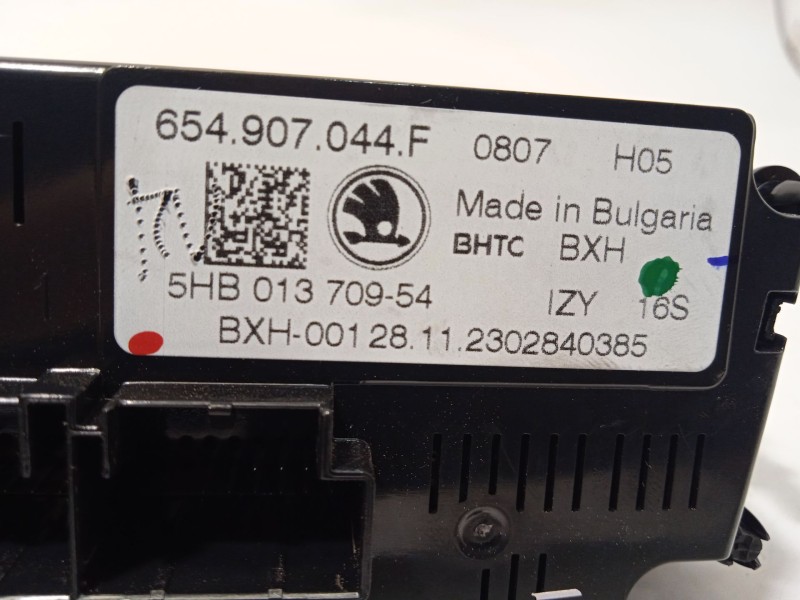 654.907.044.F 0807 H05
Made in Bulgaria
BHTC BXH
5HB 013 709-54 IZY 16S
BXH-001 28.11.2302840385